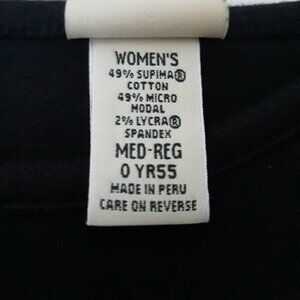 WOMEN'S
49% SUPIMA®
COTTON
49% MICRO
MODAL
2% LYCRA®
SPANDEX
MED-REG
0 YR55
MADE IN PERU
CARE ON REVERSE